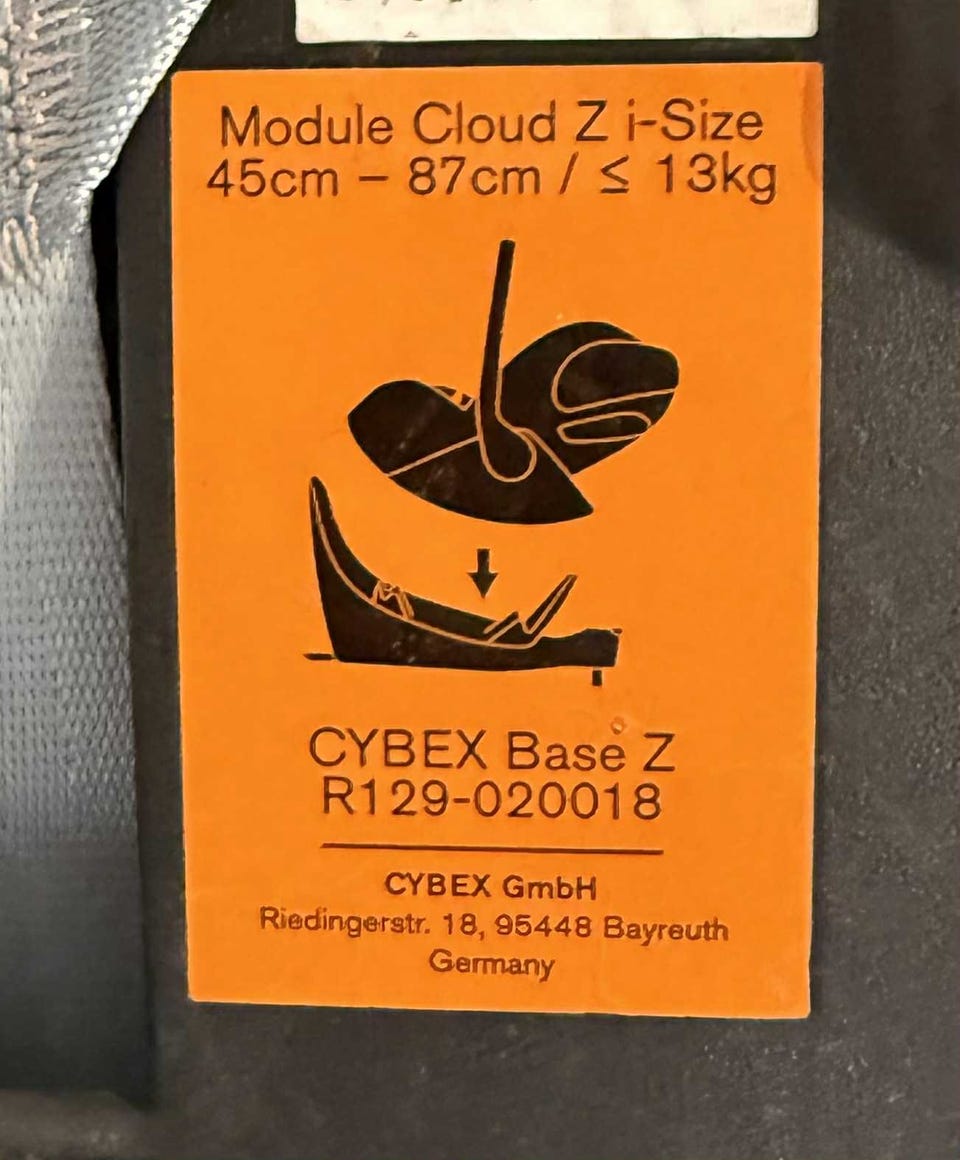 Module Cloud Z i-Size
45cm – 87cm / ≤ 13kg
CYBEX Base Z
R129-020018
CYBEX GmbH
Riedingerstr. 18, 95448 Bayreuth
Germany